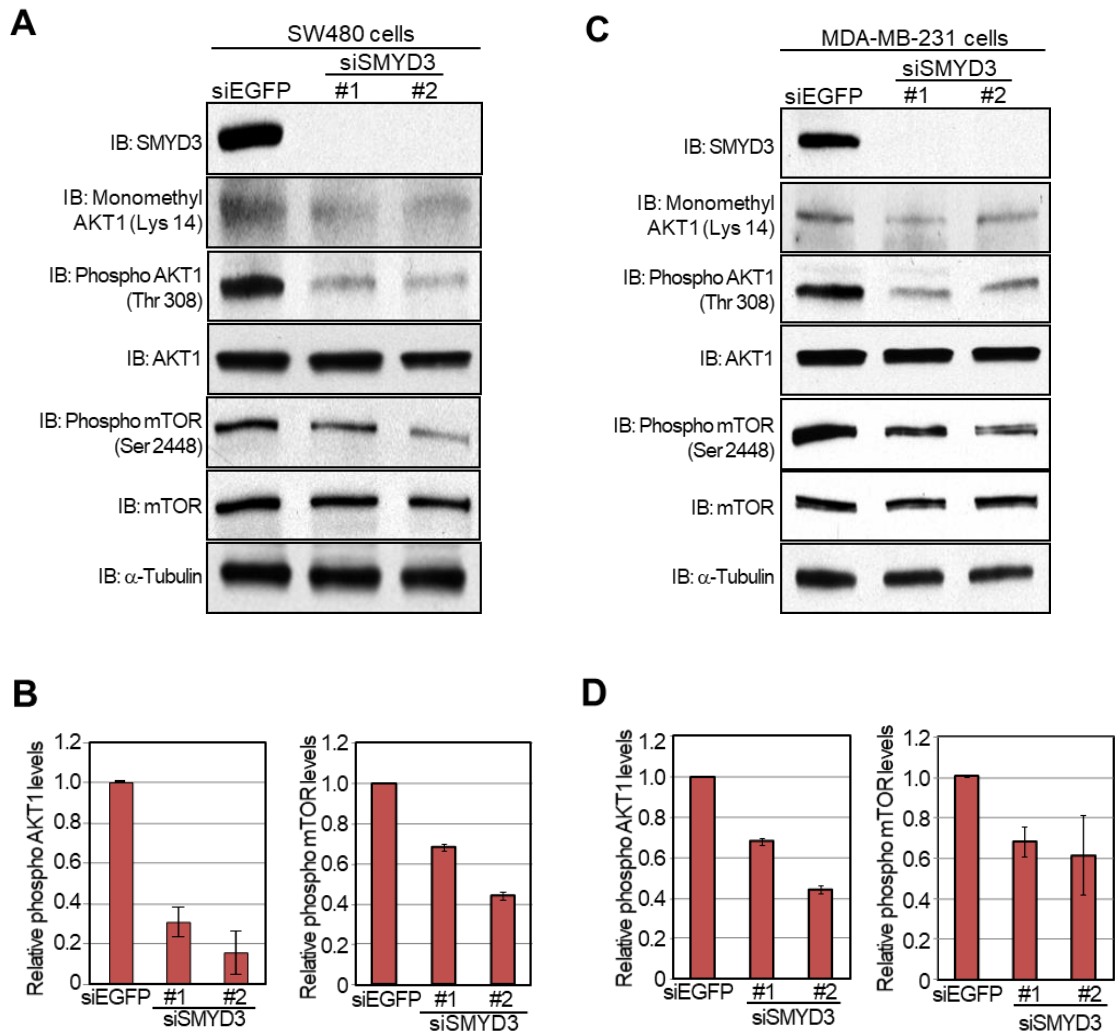 A
SW480 cells
siSMYD3
siEGFP #1 #2
IB: SMYD3
IB: Monomethyl
AKT1 (Lys 14)
IB: Phospho AKT1
(Thr 308)
IB: AKT1
IB: Phospho mTOR
(Ser 2448)
IB: mTOR
IB: α-Tubulin
C
MDA-MB-231 cells
siSMYD3
siEGFP #1 #2
IB: SMYD3
IB: Monomethyl
AKT1 (Lys 14)
IB: Phospho AKT1
(Thr 308)
IB: AKT1
IB: Phospho mTOR
(Ser 2448)
IB: mTOR
IB: α-Tubulin
B
Relative phospho AKT1 levels
1.2
1.0
0.8
0.6
0.4
0.2
0
siEGFP #1 #2
siSMYD3
Relative phospho mTOR levels
1.2
1.0
0.8
0.6
0.4
0.2
0
siEGFP #1 #2
siSMYD3
D
Relative phospho AKT1 levels
1.2
1.0
0.8
0.6
0.4
0.2
0
siEGFP #1 #2
siSMYD3
Relative phospho mTOR levels
1.2
1.0
0.8
0.6
0.4
0.2
0
siEGFP #1 #2
siSMYD3